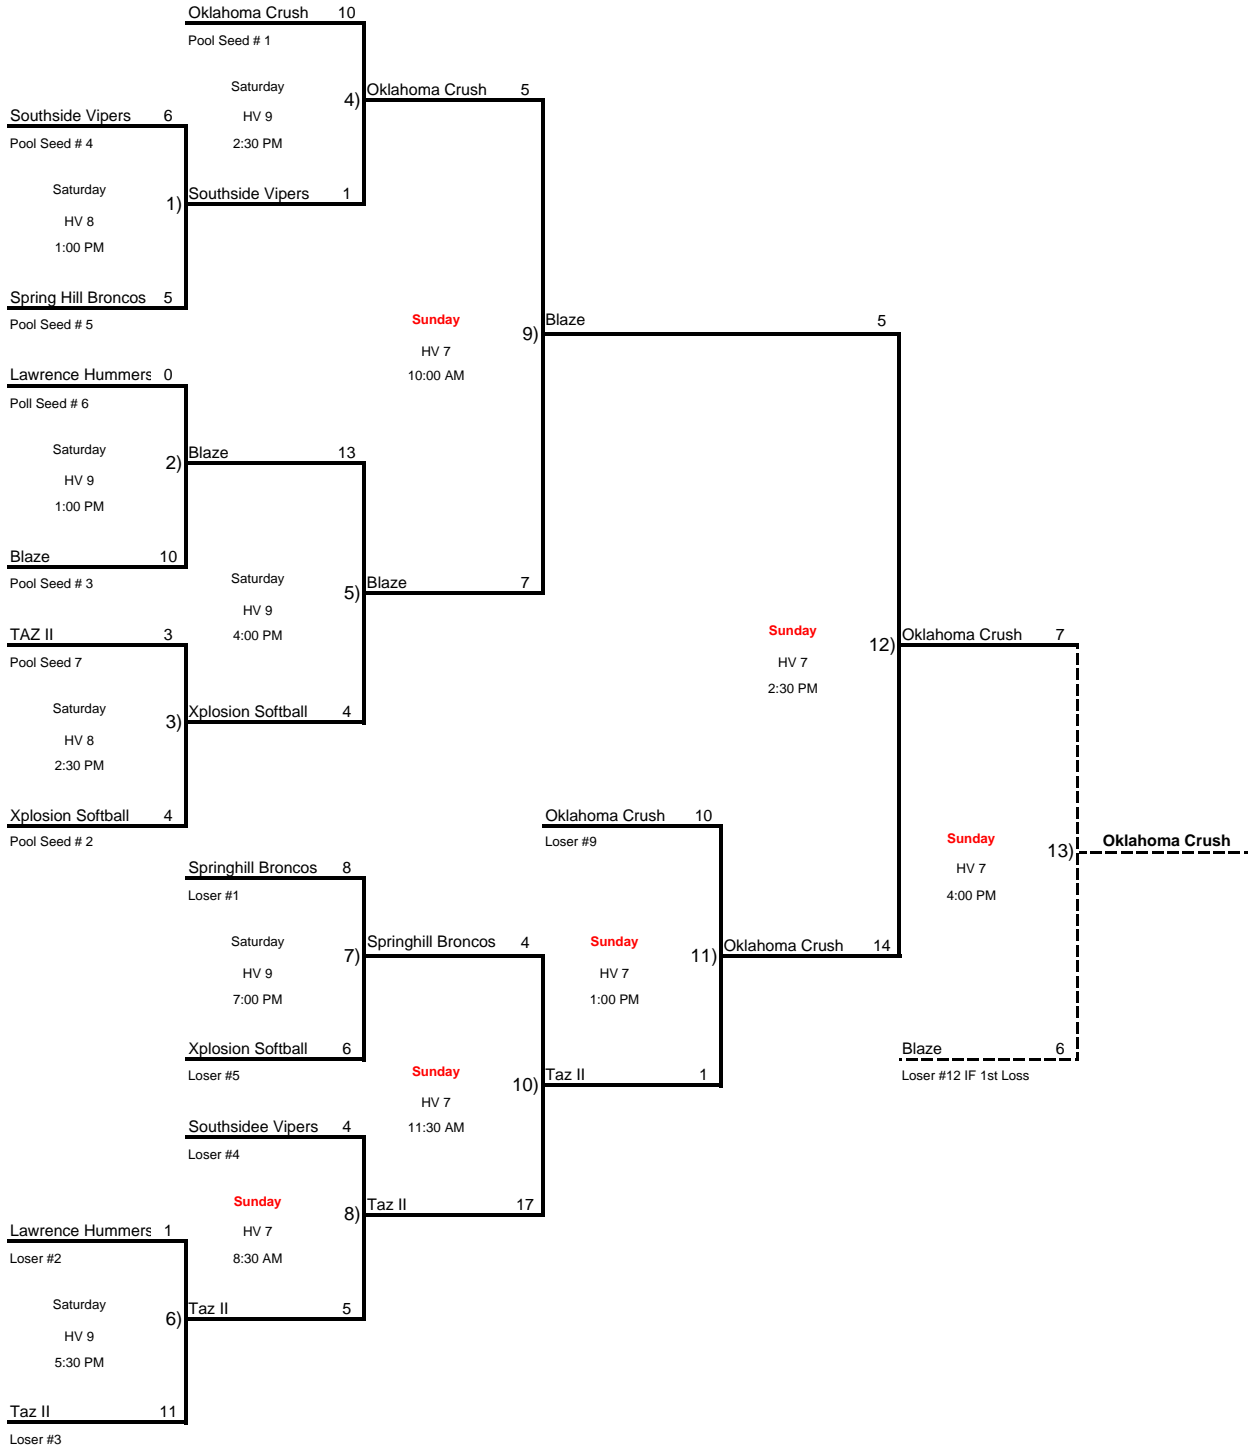 Oklahoma Crush 10
Pool Seed # 1
Saturday
HV 9
2:30 PM
4)
Oklahoma Crush 5
Southside Vipers 6
Pool Seed # 4
Saturday
HV 8
1:00 PM
1)
Southside Vipers 1
Spring Hill Broncos 5
Pool Seed # 5
Sunday
HV 7
10:00 AM
9)
Blaze 5
Lawrence Hummers 0
Poll Seed # 6
Saturday
HV 9
1:00 PM
2)
Blaze 13
Blaze 10
Pool Seed # 3
Saturday
HV 9
4:00 PM
5)
Blaze 7
TAZ II 3
Pool Seed 7
Saturday
HV 8
2:30 PM
3)
Xplosion Softball 4
Xplosion Softball 4
Pool Seed # 2
Sunday
HV 7
2:30 PM
12)
Oklahoma Crush 7
Oklahoma Crush 10
Loser #9
Sunday
HV 7
4:00 PM
13)
Oklahoma Crush
Springhill Broncos 8
Loser #1
Saturday
HV 9
7:00 PM
7)
Springhill Broncos 4
Sunday
HV 7
1:00 PM
11)
Oklahoma Crush 14
Xplosion Softball 6
Loser #5
Sunday
HV 7
11:30 AM
10)
Taz II 1
Blaze 6
Loser #12 IF 1st Loss
Southsidee Vipers 4
Loser #4
Sunday
HV 7
8:30 AM
8)
Taz II 17
Lawrence Hummers 1
Loser #2
Saturday
HV 9
5:30 PM
6)
Taz II 5
Taz II 11
Loser #3